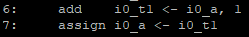 6:    add    i0_t1 <- i0_a, 1
7:    assign i0_a <- i0_t1